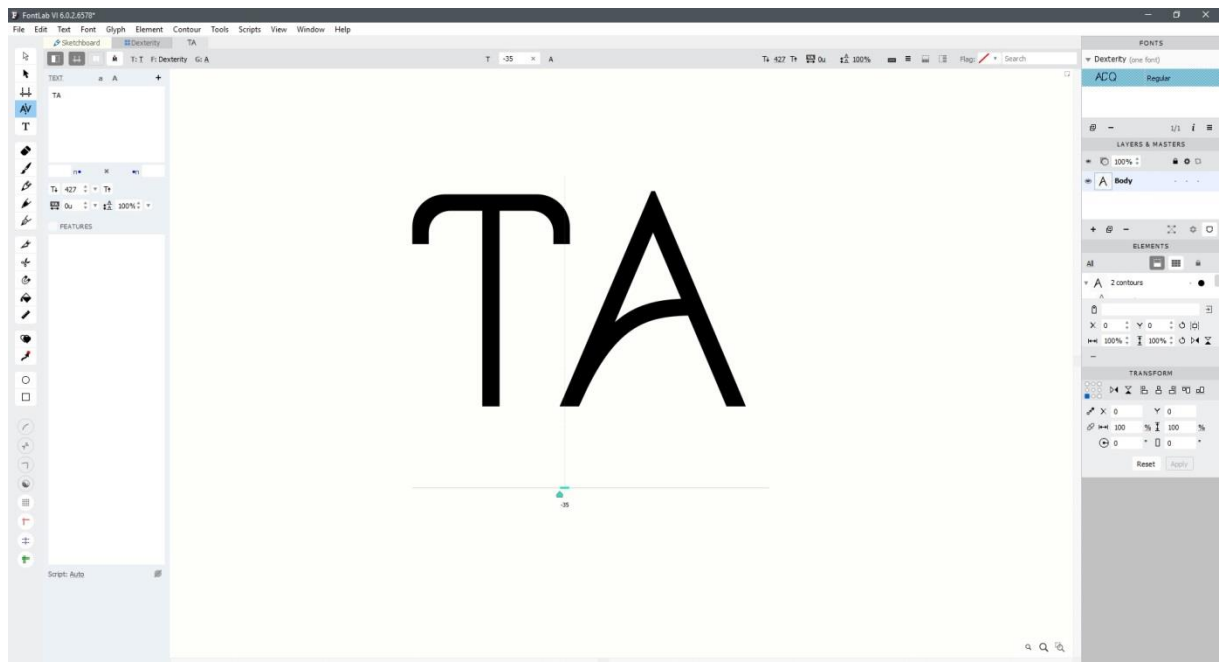 FontLab VI 6.0.2.6578*
File Edit Text Font Glyph Element Contour Tools Scripts View Window Help
Sketchboard Dexterity TA
T: T F: Dexterity G: A T -35 × A 427 0u 100% Flag: Search
TEXT a A +
TA
n• × •n
427
0u 100%
FEATURES
Script: Auto
TA
-35
FONTS
Dexterity (one font)
ADQ Regular
1/1 i
LAYERS & MASTERS
100%
A Body
ELEMENTS
All
A 2 contours
X 0 Y 0
100% 100%
TRANSFORM
X 0 Y 0
100 % 100 %
0 ° 0 °
Reset Apply